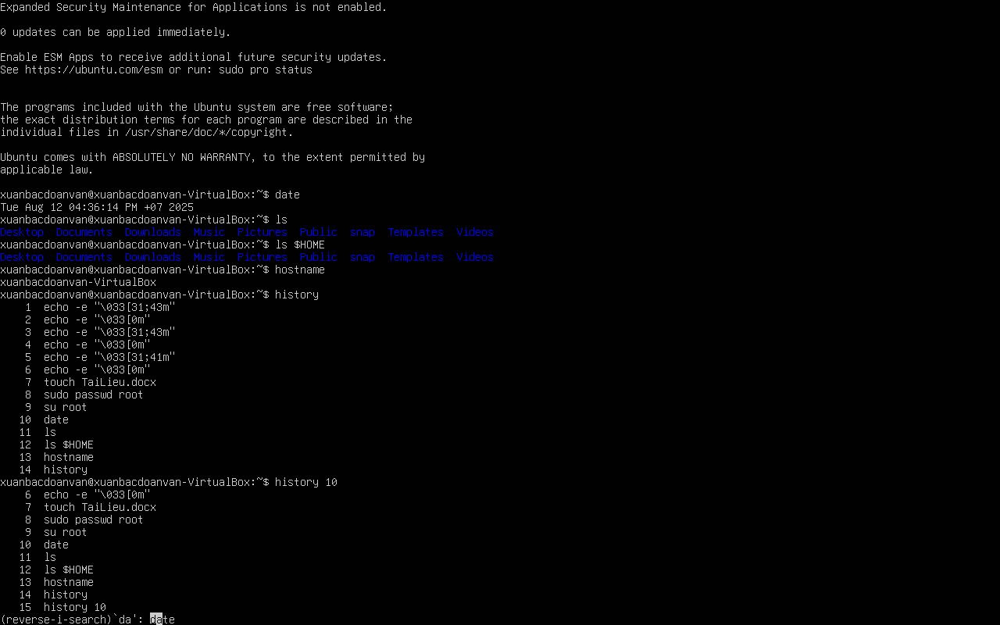 Expanded Security Maintenance for Applications is not enabled.
0 updates can be applied immediately.
Enable ESM Apps to receive additional future security updates.
See https://ubuntu.com/esm or run: sudo pro status
The programs included with the Ubuntu system are free software;
the exact distribution terms for each program are described in the
individual files in /usr/share/doc/*/copyright.
Ubuntu comes with ABSOLUTELY NO WARRANTY, to the extent permitted by
applicable law.
xuanbacdoanvan@xuanbacdoanvan-VirtualBox:~$ date
Tue Aug 12 04:36:14 PM +07 2025
xuanbacdoanvan@xuanbacdoanvan-VirtualBox:~$ ls
Desktop  Documents  Downloads  Music  Pictures  Public  snap  Templates  Videos
xuanbacdoanvan@xuanbacdoanvan-VirtualBox:~$ ls $HOME
Desktop  Documents  Downloads  Music  Pictures  Public  snap  Templates  Videos
xuanbacdoanvan@xuanbacdoanvan-VirtualBox:~$ hostname
xuanbacdoanvan-VirtualBox
xuanbacdoanvan@xuanbacdoanvan-VirtualBox:~$ history
    1  echo -e "\033[31;43m"
    2  echo -e "\033[0m"
    3  echo -e "\033[31;43m"
    4  echo -e "\033[0m"
    5  echo -e "\033[31;41m"
    6  echo -e "\033[0m"
    7  touch TaiLieu.docx
    8  sudo passwd root
    9  su root
   10  date
   11  ls
   12  ls $HOME
   13  hostname
   14  history
xuanbacdoanvan@xuanbacdoanvan-VirtualBox:~$ history 10
    6  echo -e "\033[0m"
    7  touch TaiLieu.docx
    8  sudo passwd root
    9  su root
   10  date
   11  ls
   12  ls $HOME
   13  hostname
   14  history
   15  history 10
(reverse-i-search)`da': date